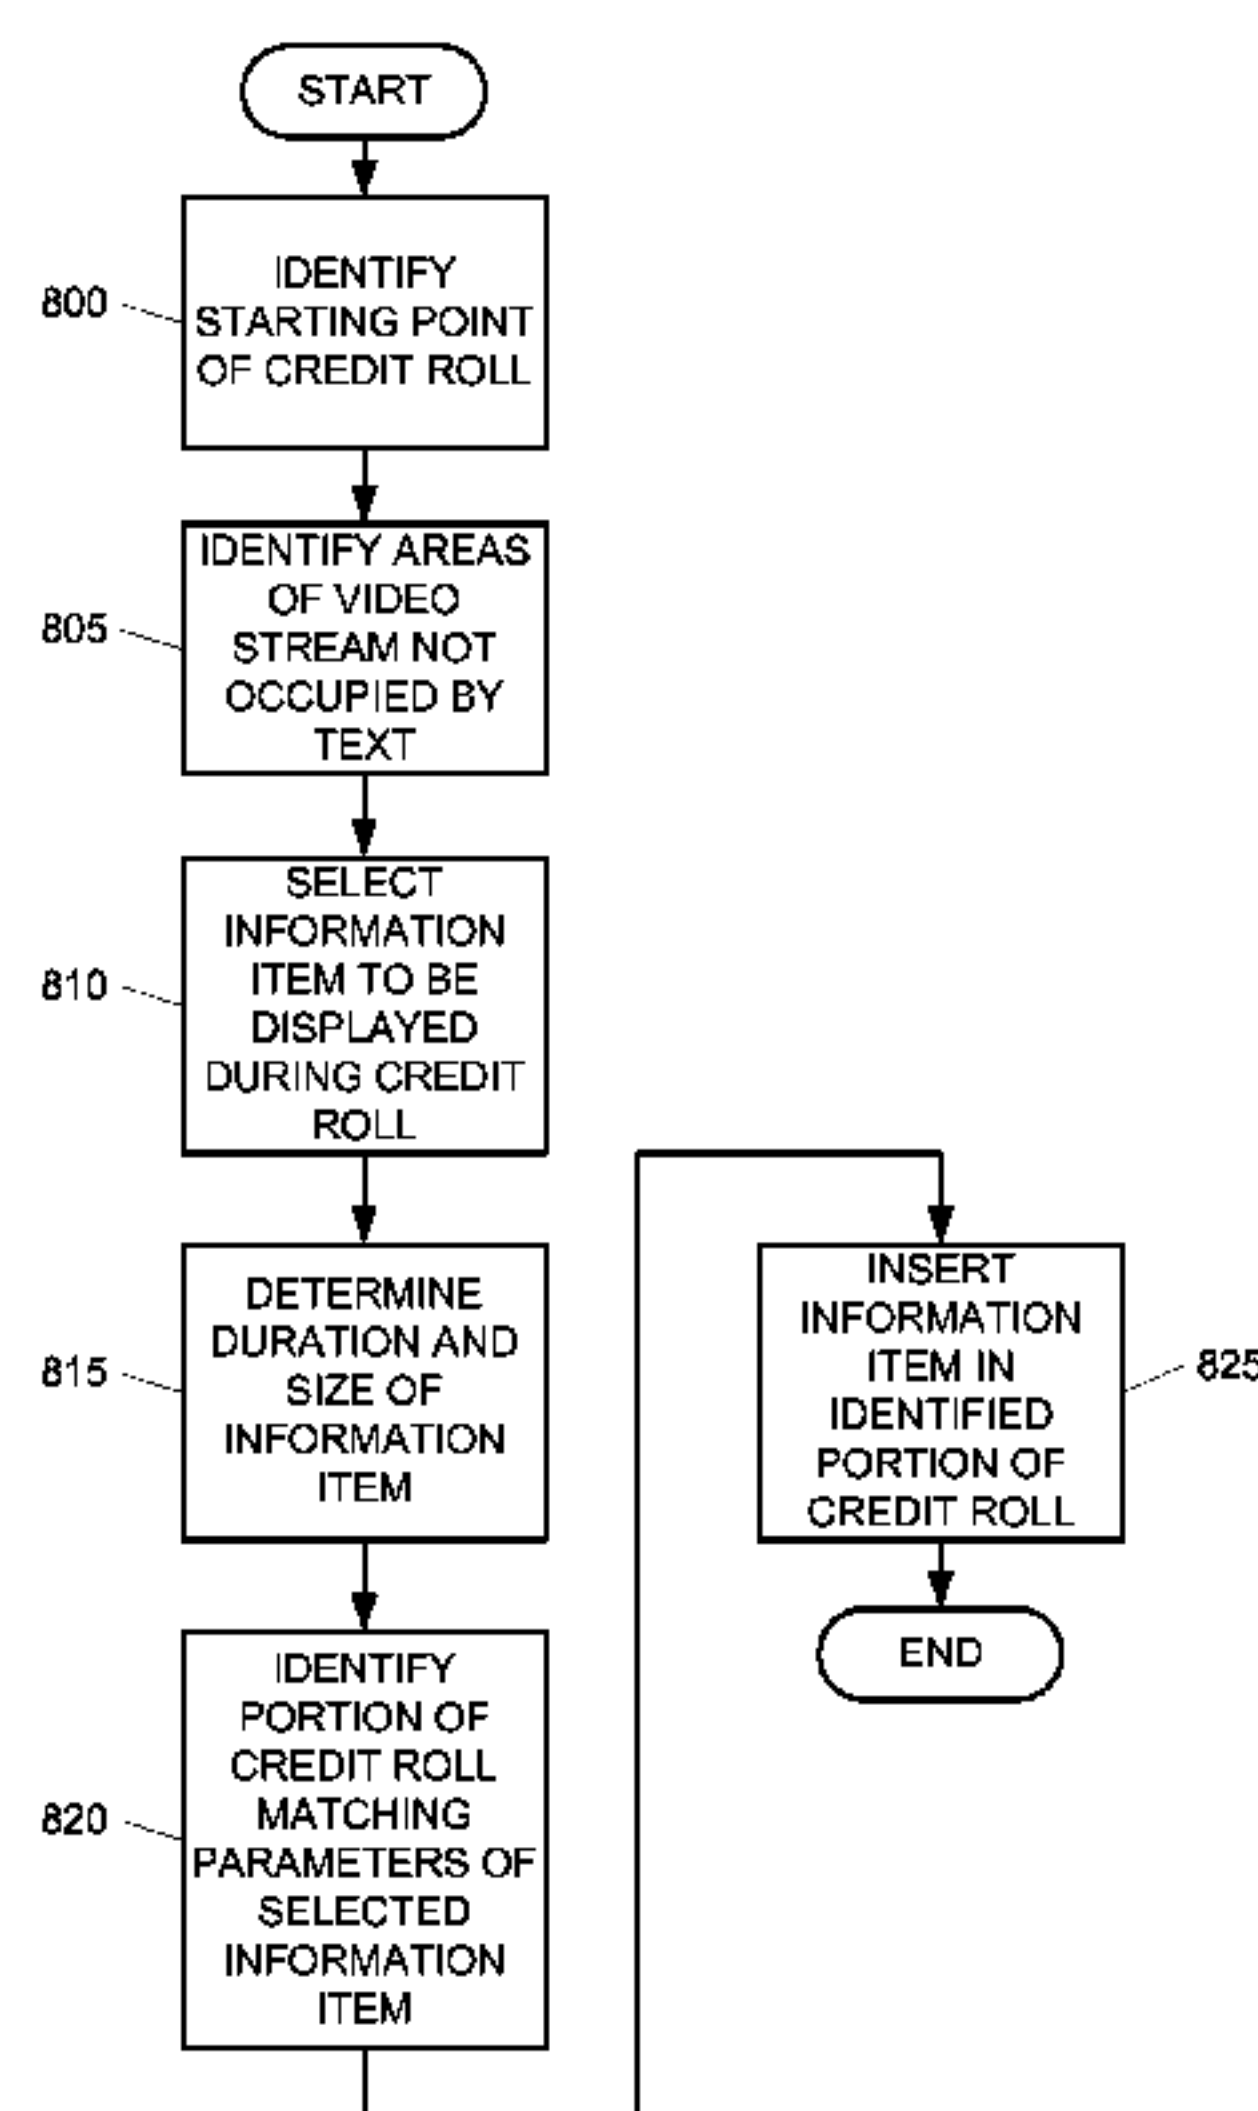 START
800
IDENTIFY
STARTING POINT
OF CREDIT ROLL
805
IDENTIFY AREAS
OF VIDEO
STREAM NOT
OCCUPIED BY
TEXT
810
SELECT
INFORMATION
ITEM TO BE
DISPLAYED
DURING CREDIT
ROLL
815
DETERMINE
DURATION AND
SIZE OF
INFORMATION
ITEM
820
IDENTIFY
PORTION OF
CREDIT ROLL
MATCHING
PARAMETERS OF
SELECTED
INFORMATION
ITEM
INSERT
INFORMATION
ITEM IN
IDENTIFIED
PORTION OF
CREDIT ROLL
825
END